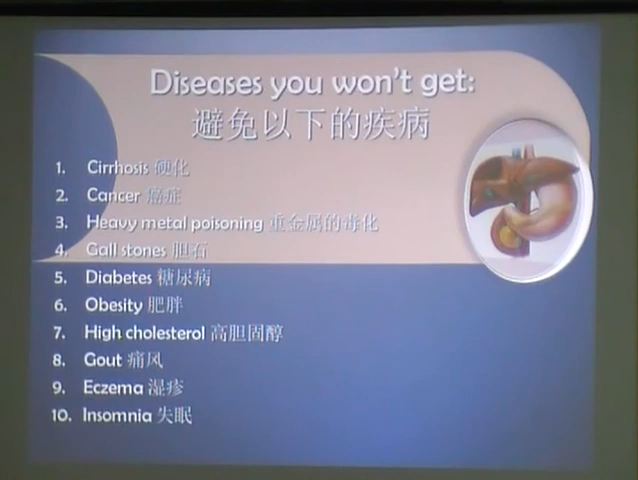 Diseases you won't get:
避免以下的疾病
1. Cirrhosis 硬化
2. Cancer 癌症
3. Heavy metal poisoning 重金属的毒化
4. Gall stones 胆石
5. Diabetes 糖尿病
6. Obesity 肥胖
7. High cholesterol 高胆固醇
8. Gout 痛风
9. Eczema 湿疹
10. Insomnia 失眠